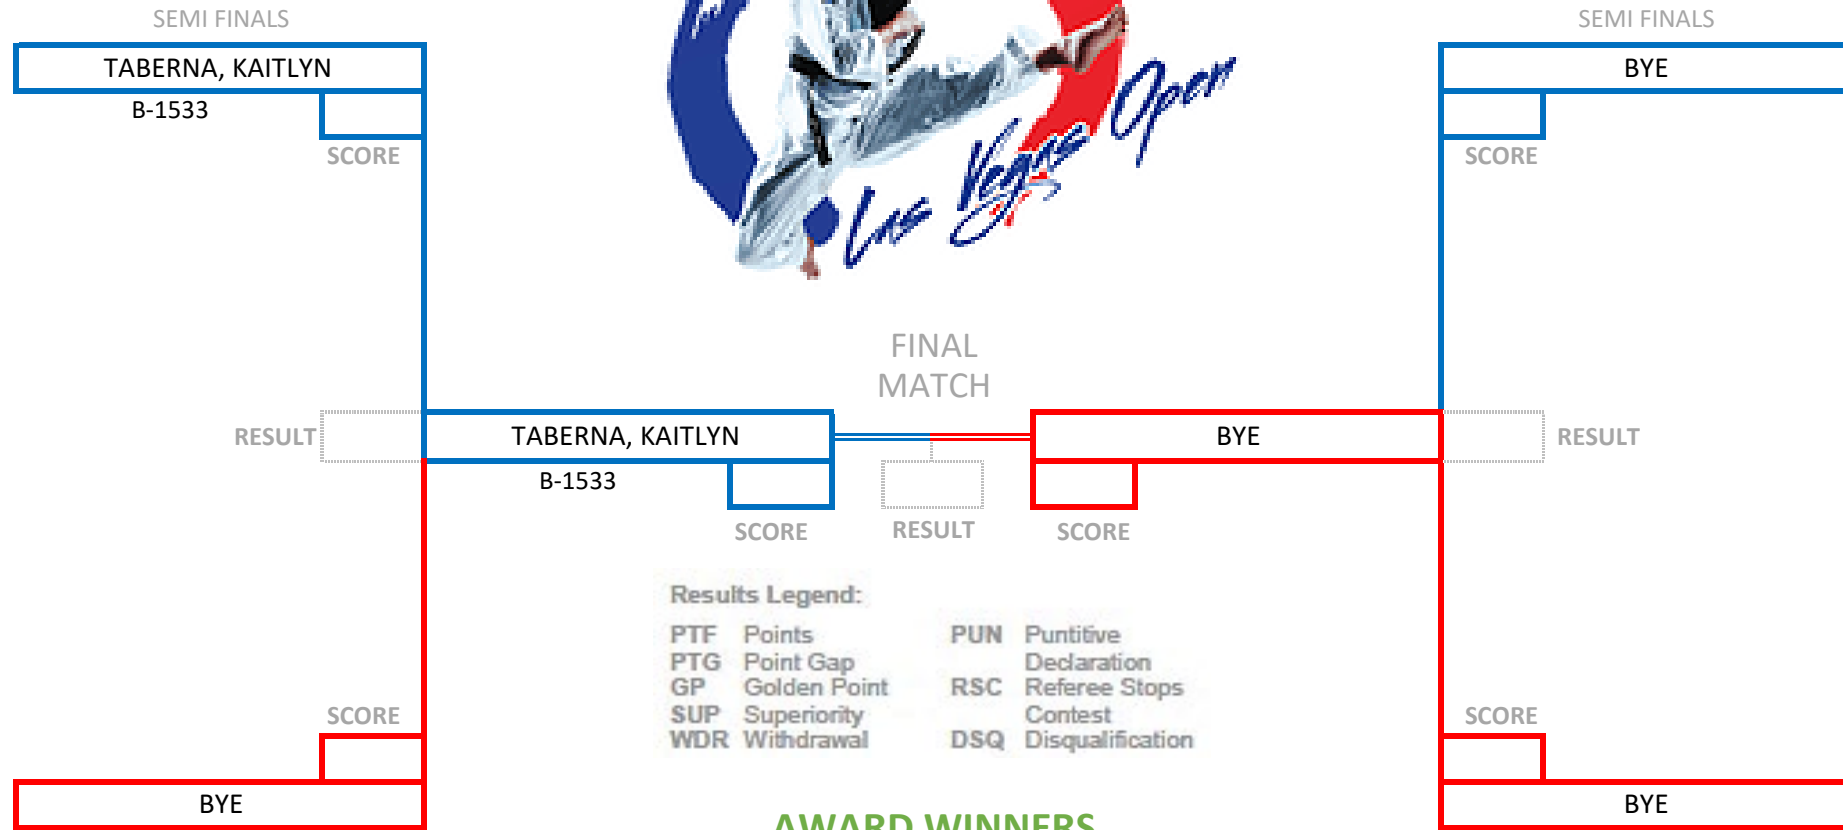 SEMI FINALS
SEMI FINALS
TABERNA, KAITLYN
BYE
B-1533
SCORE
SCORE
Las Vegas Open
FINAL
MATCH
RESULT
TABERNA, KAITLYN
BYE
RESULT
B-1533
SCORE
RESULT
SCORE
Results Legend:
PTF Points
PTG Point Gap
GP Golden Point
SUP Superiority
WDR Withdrawal
PUN Puntitive
Declaration
RSC Referee Stops
Contest
DSQ Disqualification
SCORE
SCORE
BYE
BYE
AWARD WINNERS